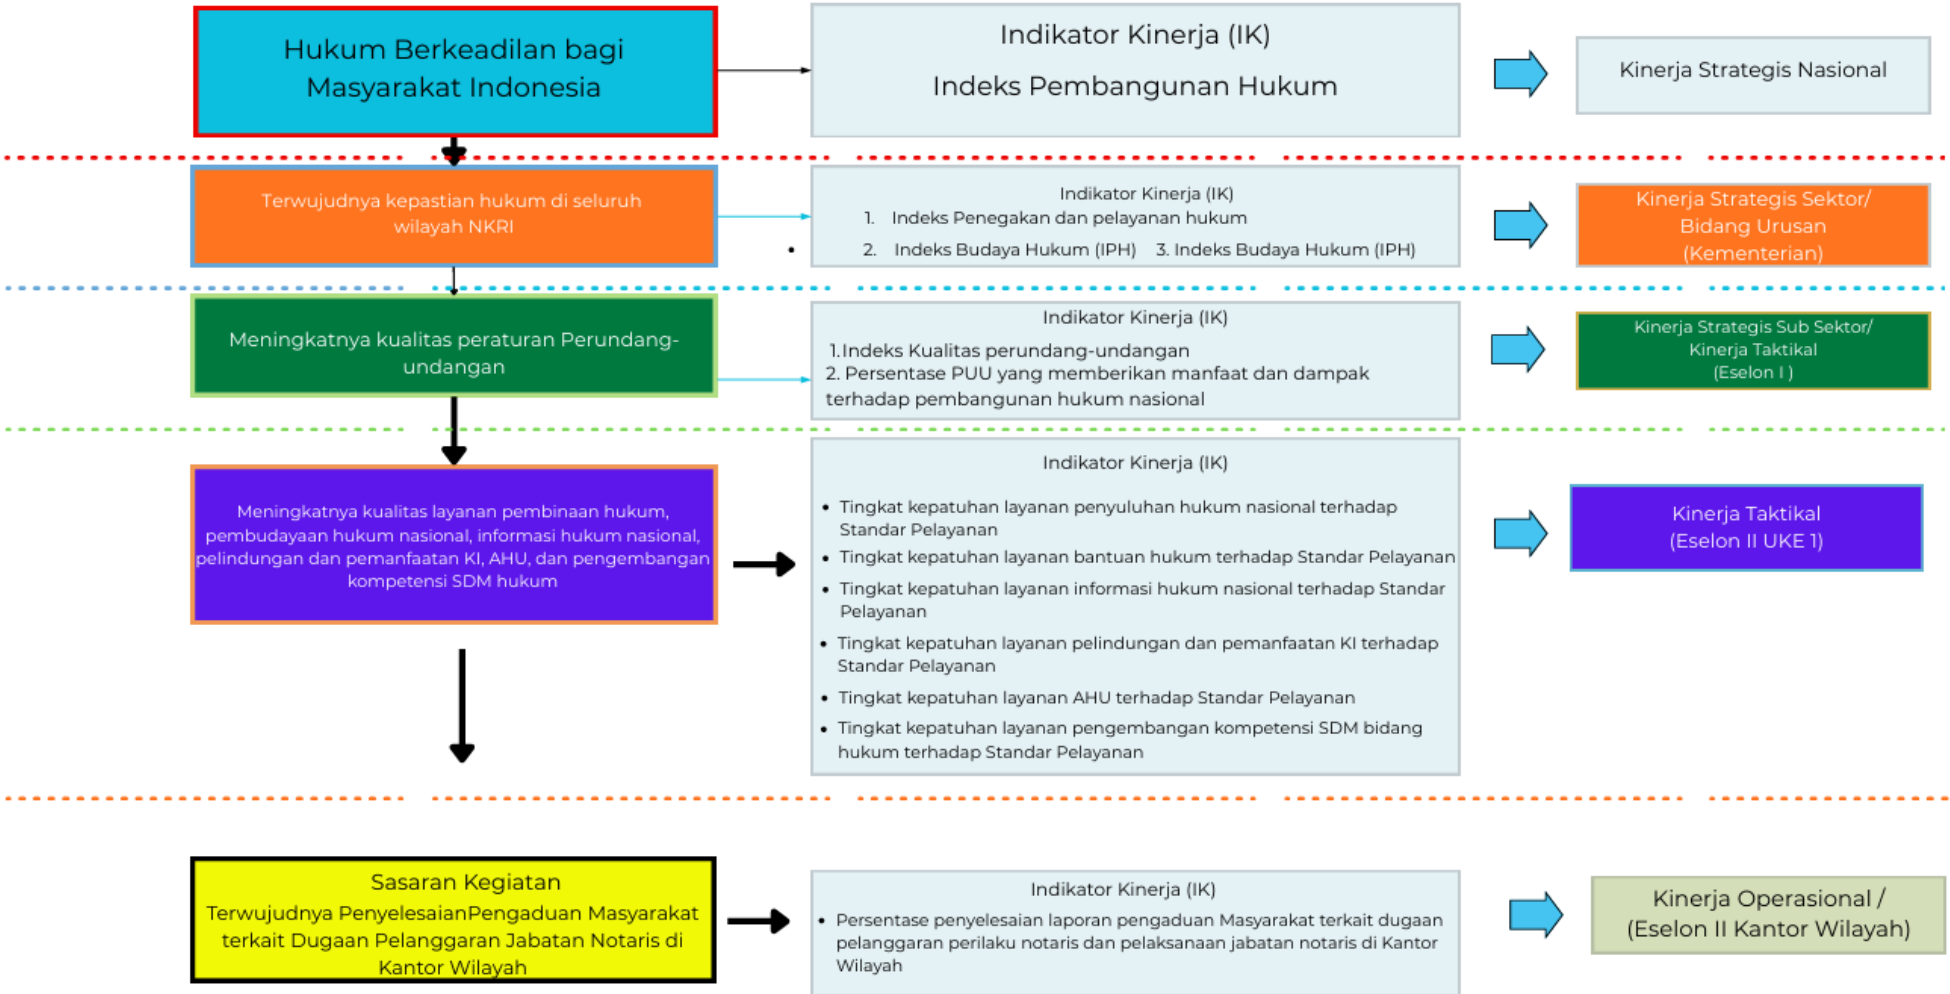 Hukum Berkeadilan bagi
Masyarakat Indonesia
Indikator Kinerja (IK)
Indeks Pembangunan Hukum
Kinerja Strategis Nasional
Terwujudnya kepastian hukum di seluruh
wilayah NKRI
Indikator Kinerja (IK)
1. Indeks Penegakan dan pelayanan hukum
2. Indeks Budaya Hukum (IPH) 3. Indeks Budaya Hukum (IPH)
Kinerja Strategis Sektor/
Bidang Urusan
(Kementerian)
Meningkatnya kualitas peraturan Perundang-
undangan
Indikator Kinerja (IK)
1.Indeks Kualitas perundang-undangan
2. Persentase PUU yang memberikan manfaat dan dampak
terhadap pembangunan hukum nasional
Kinerja Strategis Sub Sektor/
Kinerja Taktikal
(Eselon I )
Meningkatnya kualitas layanan pembinaan hukum,
pembudayaan hukum nasional, informasi hukum nasional,
pelindungan dan pemanfaatan KI, AHU, dan pengembangan
kompetensi SDM hukum
Indikator Kinerja (IK)
• Tingkat kepatuhan layanan penyuluhan hukum nasional terhadap
Standar Pelayanan
• Tingkat kepatuhan layanan bantuan hukum terhadap Standar Pelayanan
• Tingkat kepatuhan layanan informasi hukum nasional terhadap Standar
Pelayanan
• Tingkat kepatuhan layanan pelindungan dan pemanfaatan KI terhadap
Standar Pelayanan
• Tingkat kepatuhan layanan AHU terhadap Standar Pelayanan
• Tingkat kepatuhan layanan pengembangan kompetensi SDM bidang
hukum terhadap Standar Pelayanan
Kinerja Taktikal
(Eselon II UKE 1)
Sasaran Kegiatan
Terwujudnya PenyelesaianPengaduan Masyarakat
terkait Dugaan Pelanggaran Jabatan Notaris di
Kantor Wilayah
Indikator Kinerja (IK)
• Persentase penyelesaian laporan pengaduan Masyarakat terkait dugaan
pelanggaran perilaku notaris dan pelaksanaan jabatan notaris di Kantor
Wilayah
Kinerja Operasional /
(Eselon II Kantor Wilayah)